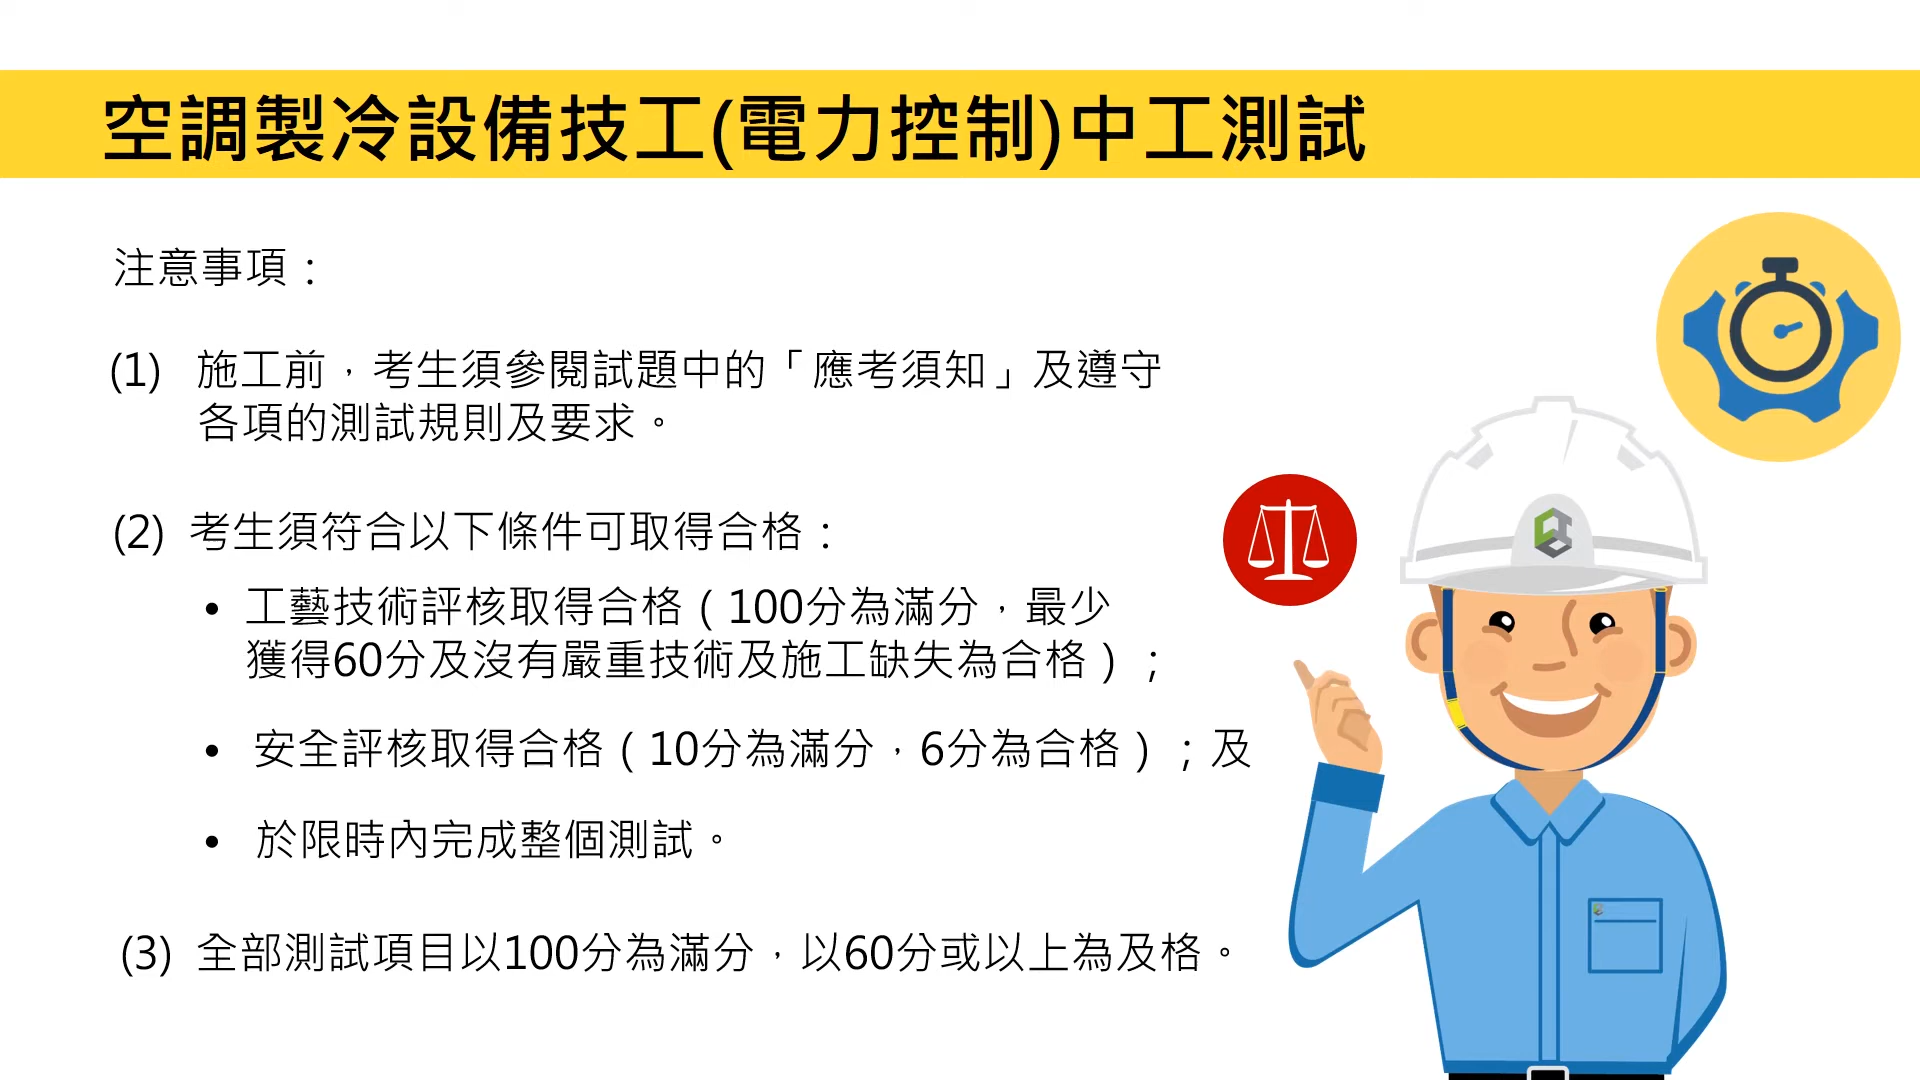 空調製冷設備技工(電力控制)中工測試
注意事項：
(1) 施工前，考生須參閱試題中的「應考須知」及遵守
各項的測試規則及要求。
(2) 考生須符合以下條件可取得合格：
• 工藝技術評核取得合格（100分為滿分，最少
獲得60分及沒有嚴重技術及施工缺失為合格）；
• 安全評核取得合格（10分為滿分，6分為合格）；及
• 於限時內完成整個測試。
(3) 全部測試項目以100分為滿分，以60分或以上為及格。